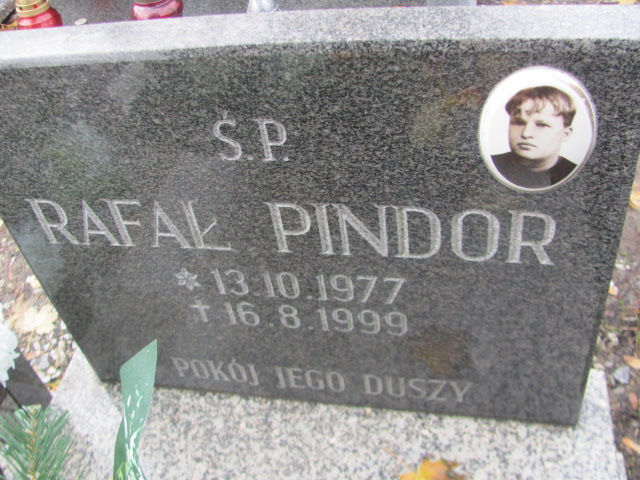 Ś.P.
RAFAŁ PINDOR
* 13.10.1977
† 16.8.1999
POKÓJ JEGO DUSZY